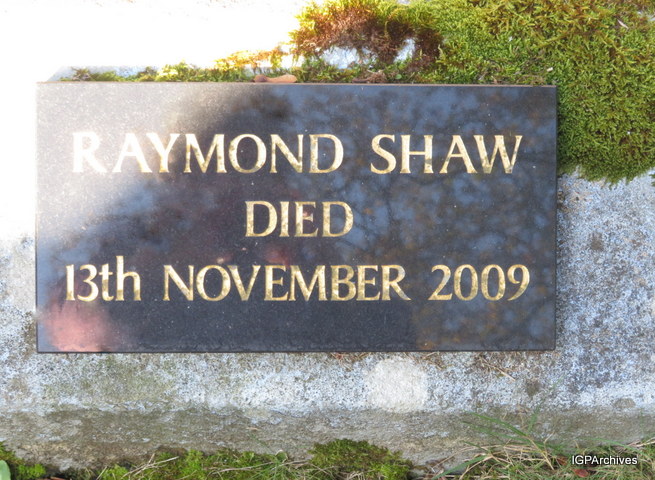 RAYMOND SHAW
DIED
13th NOVEMBER 2009
IGPArchives